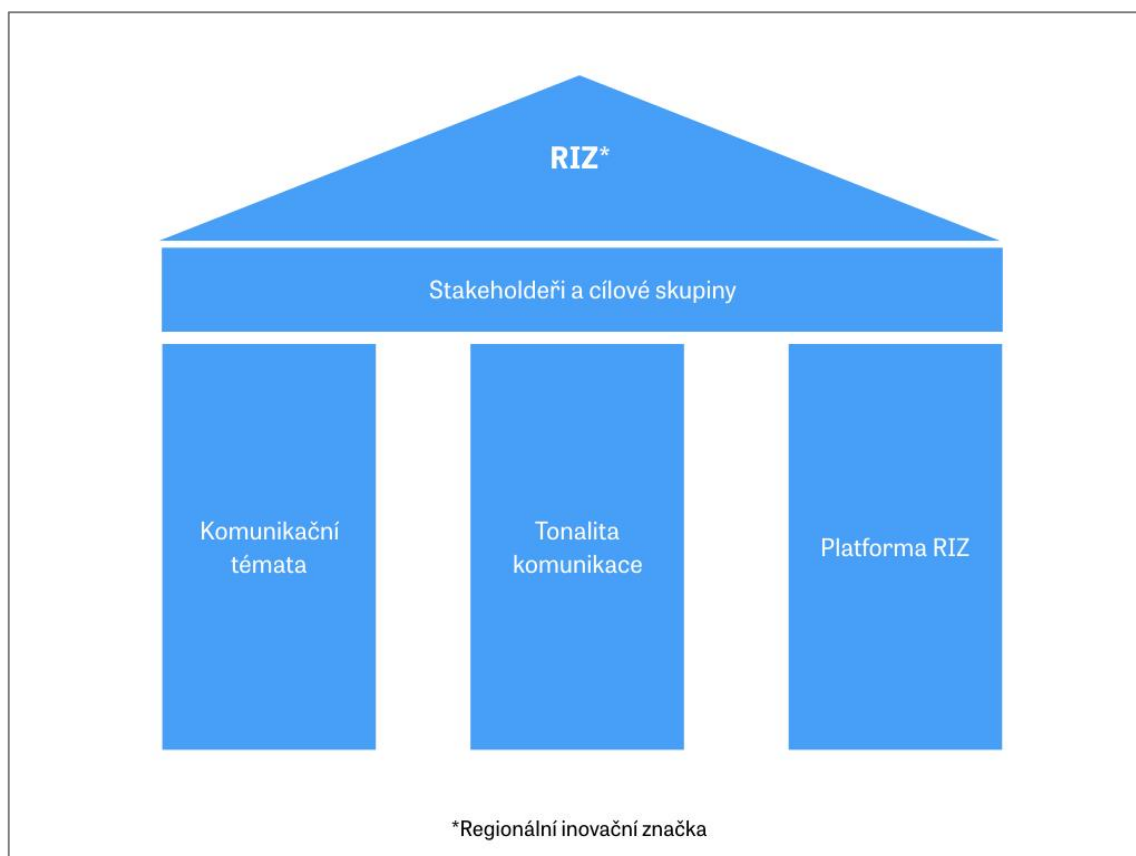 RIZ*
Stakeholdeři a cílové skupiny
Komunikační
témata
Tonalita
komunikace
Platforma RIZ
*Regionální inovační značka